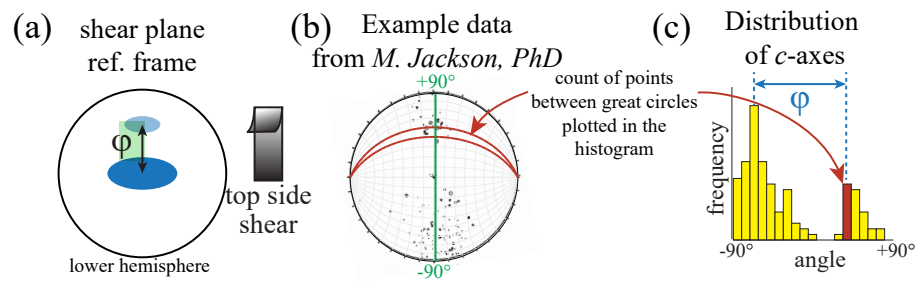 (a)
shear plane
ref. frame
φ
top side
shear
lower hemisphere
(b)
Example data
from M. Jackson, PhD
+90°
-90°
count of points
between great circles
plotted in the
histogram
(c)
Distribution
of c-axes
φ
frequency
-90°
angle
+90°